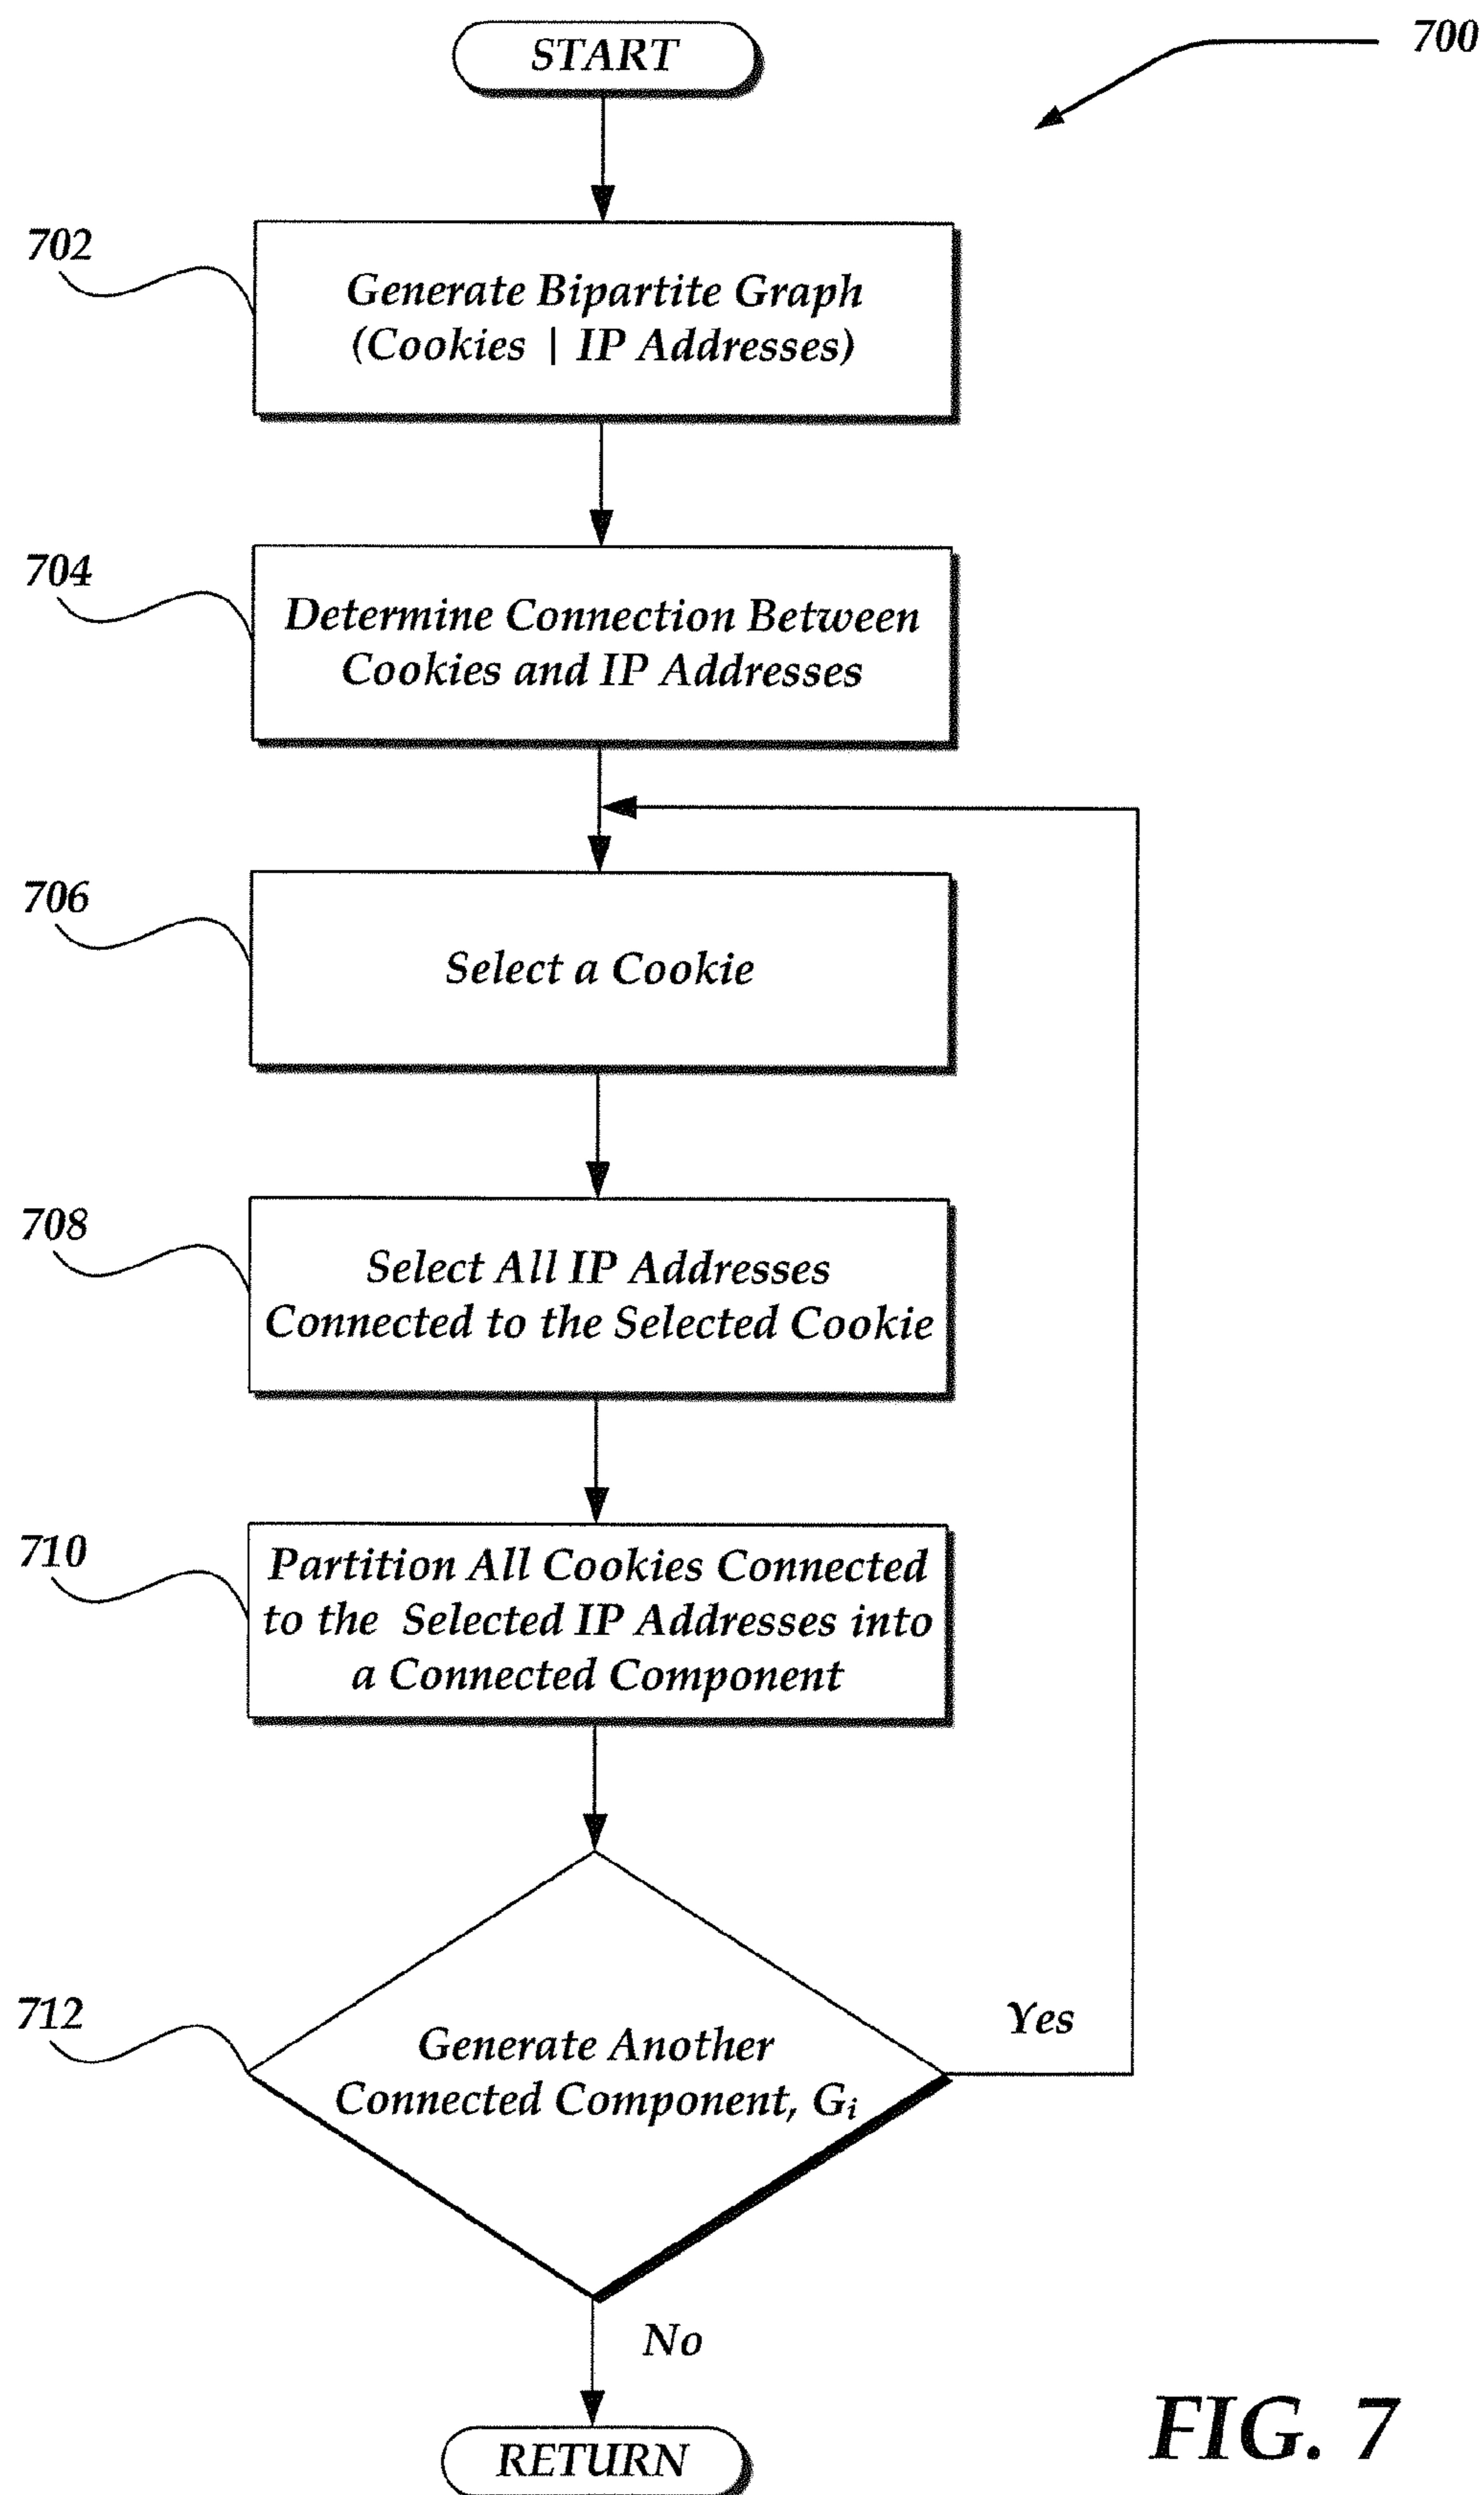 START
700
702
Generate Bipartite Graph
(Cookies | IP Addresses)
704
Determine Connection Between
Cookies and IP Addresses
706
Select a Cookie
708
Select All IP Addresses
Connected to the Selected Cookie
710
Partition All Cookies Connected
to the Selected IP Addresses into
a Connected Component
712
Generate Another
Connected Component, Gᵢ
Yes
No
RETURN
FIG. 7